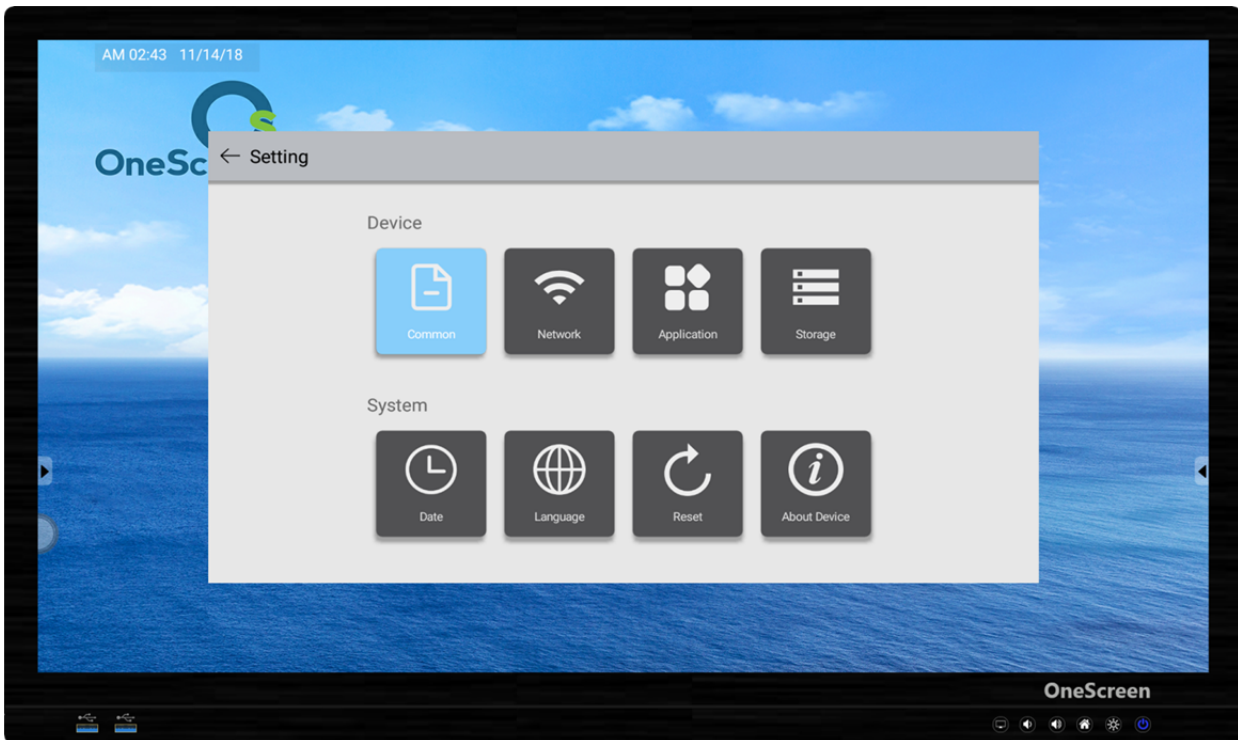 AM 02:43 11/14/18
S
OneSc
← Setting
Device
Common Network Application Storage
System
Date Language Reset About Device
OneScreen